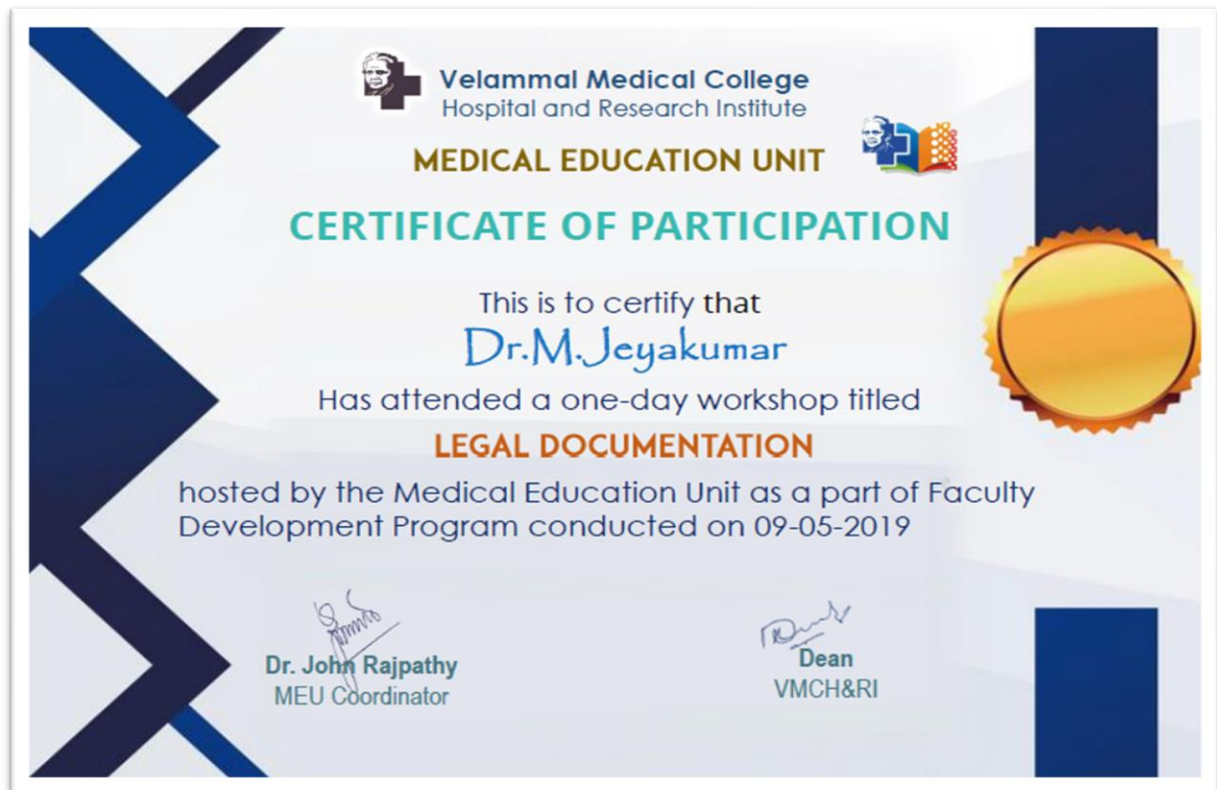 Velammal Medical College
Hospital and Research Institute
MEDICAL EDUCATION UNIT
CERTIFICATE OF PARTICIPATION
This is to certify that
Dr.M.Jeyakumar
Has attended a one-day workshop titled
LEGAL DOCUMENTATION
hosted by the Medical Education Unit as a part of Faculty
Development Program conducted on 09-05-2019
Dr. John Rajpathy
MEU Coordinator
Dean
VMCH&RI